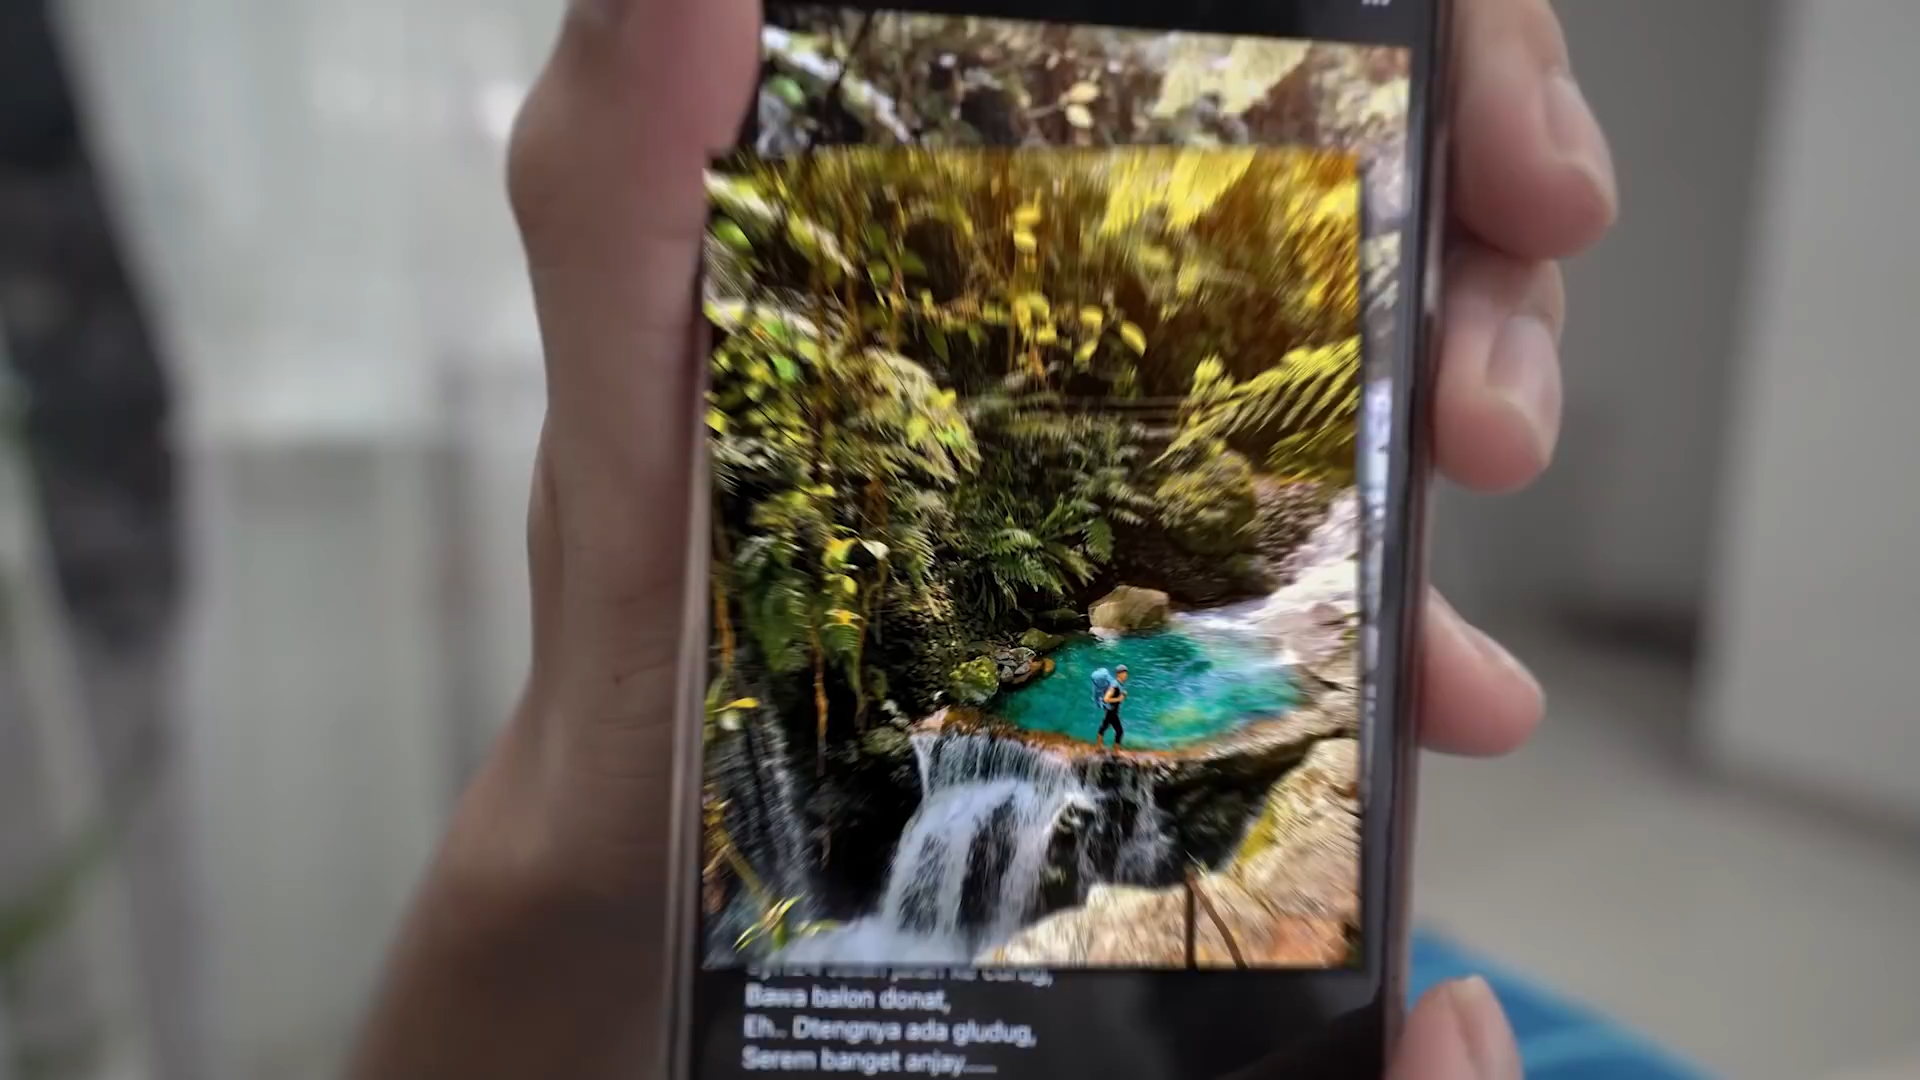 Bawa balon donat,
Eh.. Dtengnya ada gludug,
Serem banget anjay.....